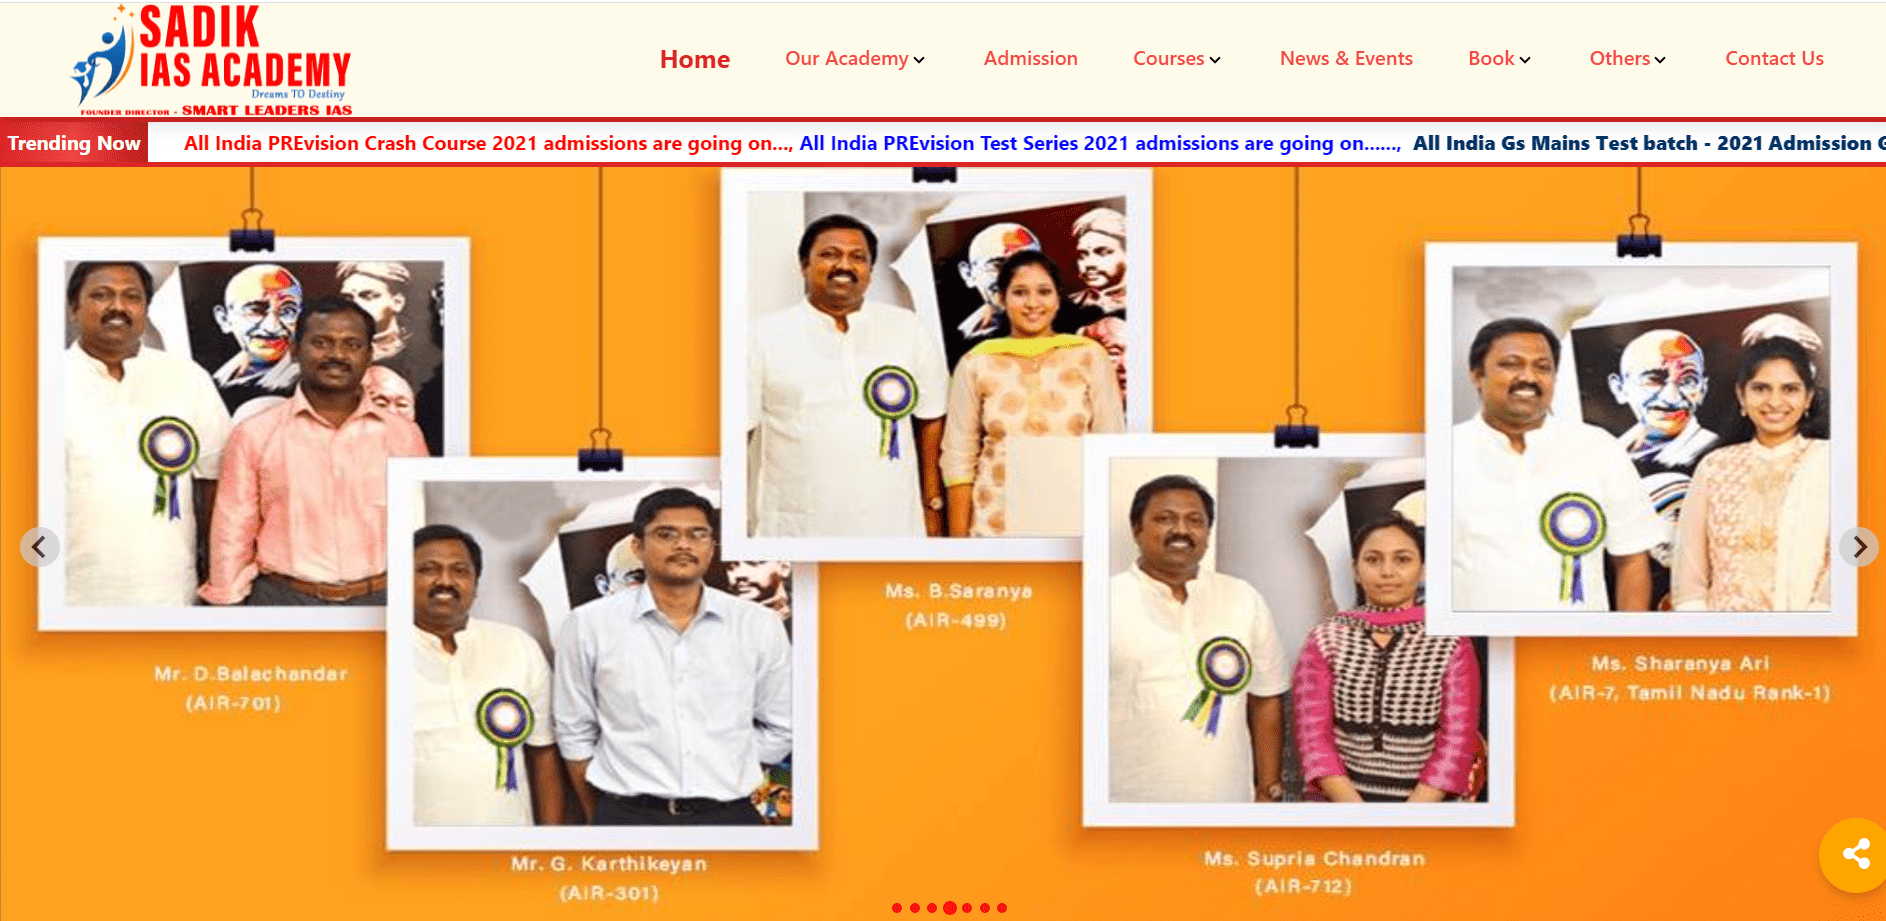 SADIK
IAS ACADEMY
Dreams TO Destiny
FOUNDER DIRECTOR - SMART LEADERS IAS
Home Our Academy Admission Courses News & Events Book Others Contact Us
Trending Now All India PREvision Crash Course 2021 admissions are going on..., All India PREvision Test Series 2021 admissions are going on......, All India Gs Mains Test batch - 2021 Admission G
Ms. B.Saranya
(AIR-499)
Mr. D.Balachandar
(AIR-701)
Ms. Sharanya Ari
(AIR-7, Tamil Nadu Rank-1)
Mr. G. Karthikeyan
(AIR-301)
Ms. Supria Chandran
(AIR-712)